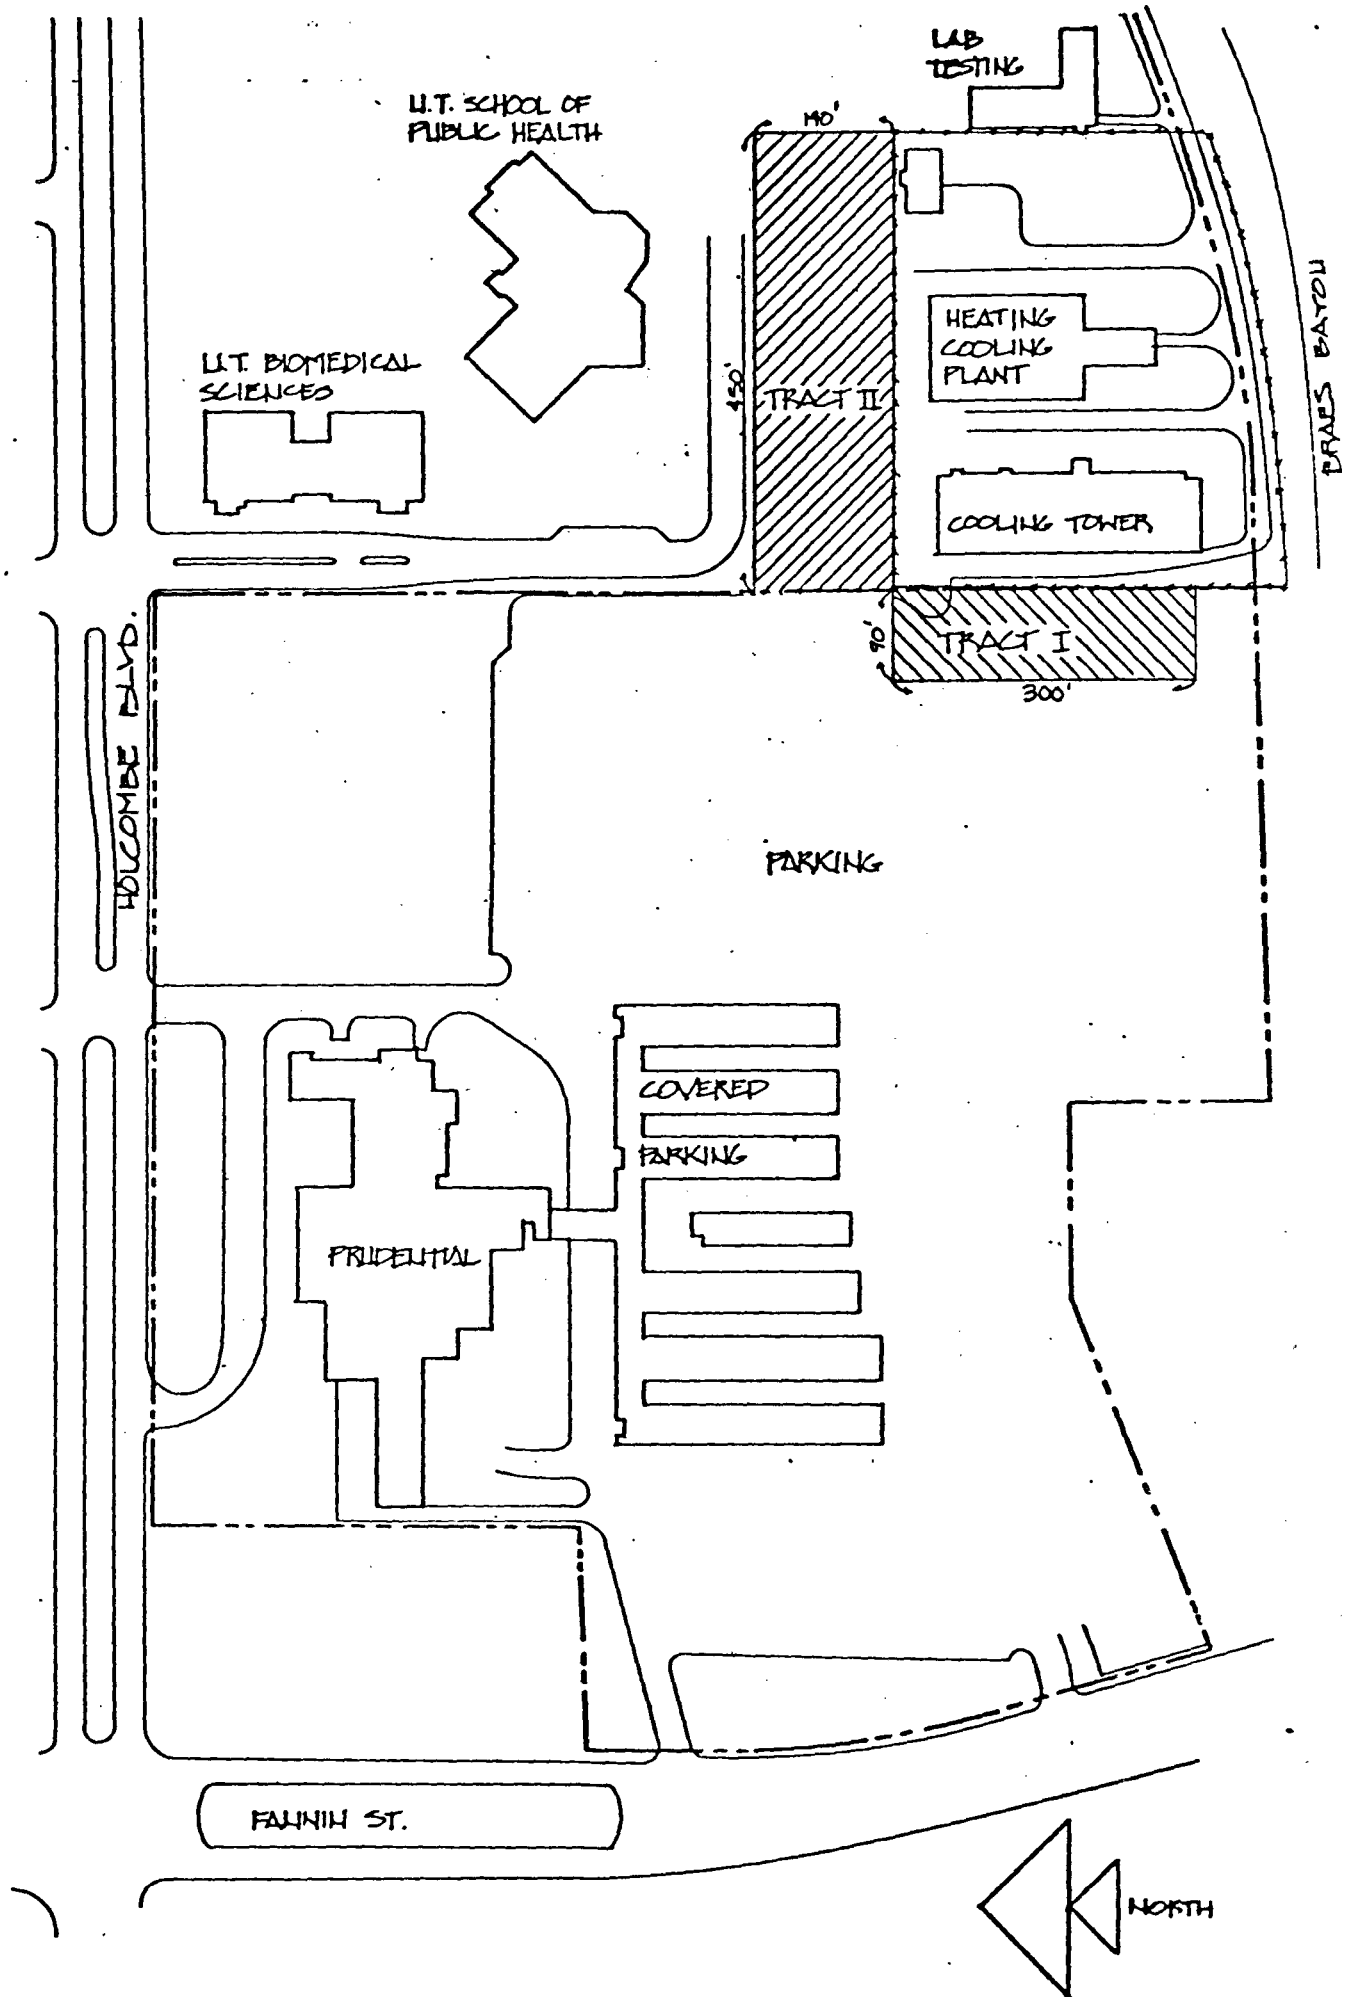 LAB
TESTING
U.T. SCHOOL OF
PUBLIC HEALTH
140'
HEATING
COOLING
PLANT
BRAES BAYOU
U.T. BIOMEDICAL
SCIENCES
450'
TRACT II
COOLING TOWER
HOLCOMBE BLVD.
90'
TRACT I
300'
PARKING
COVERED
PARKING
PRUDENTIAL
FANNIN ST.
NORTH